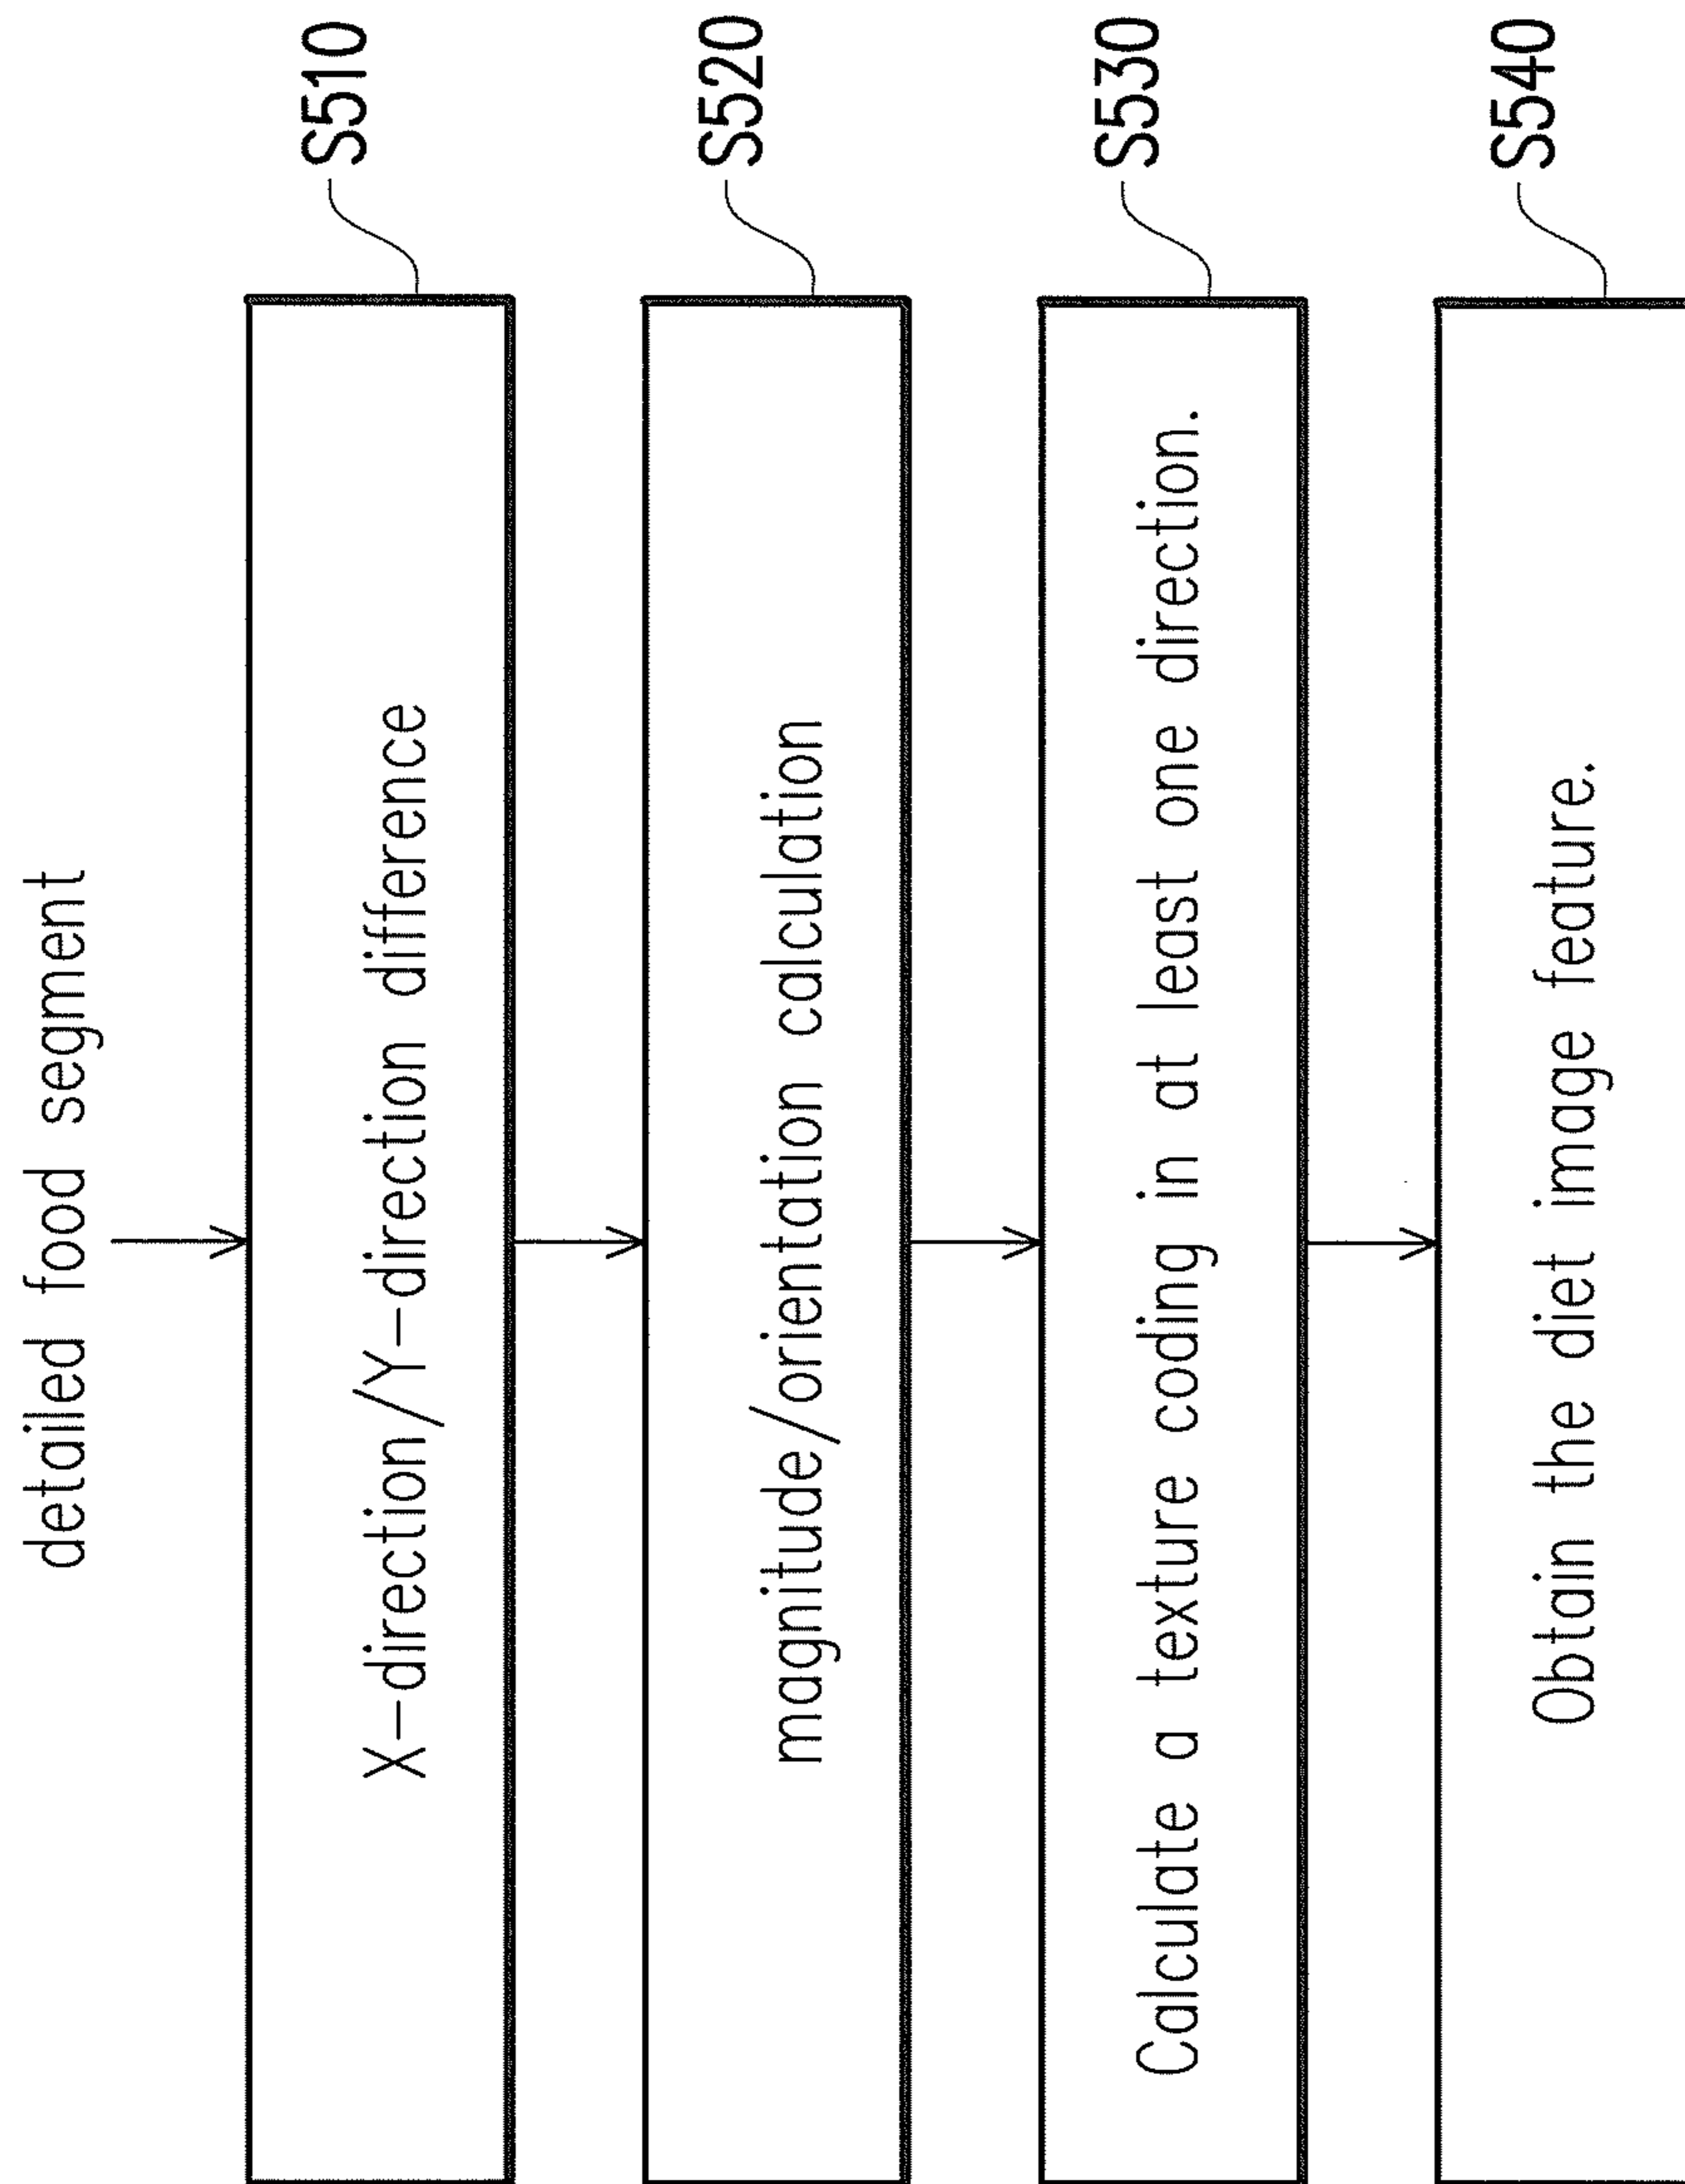 detailed food segment
X-direction/Y-direction difference
S510
magnitude/orientation calculation
S520
Calculate a texture coding in at least one direction.
S530
Obtain the diet image feature.
S540